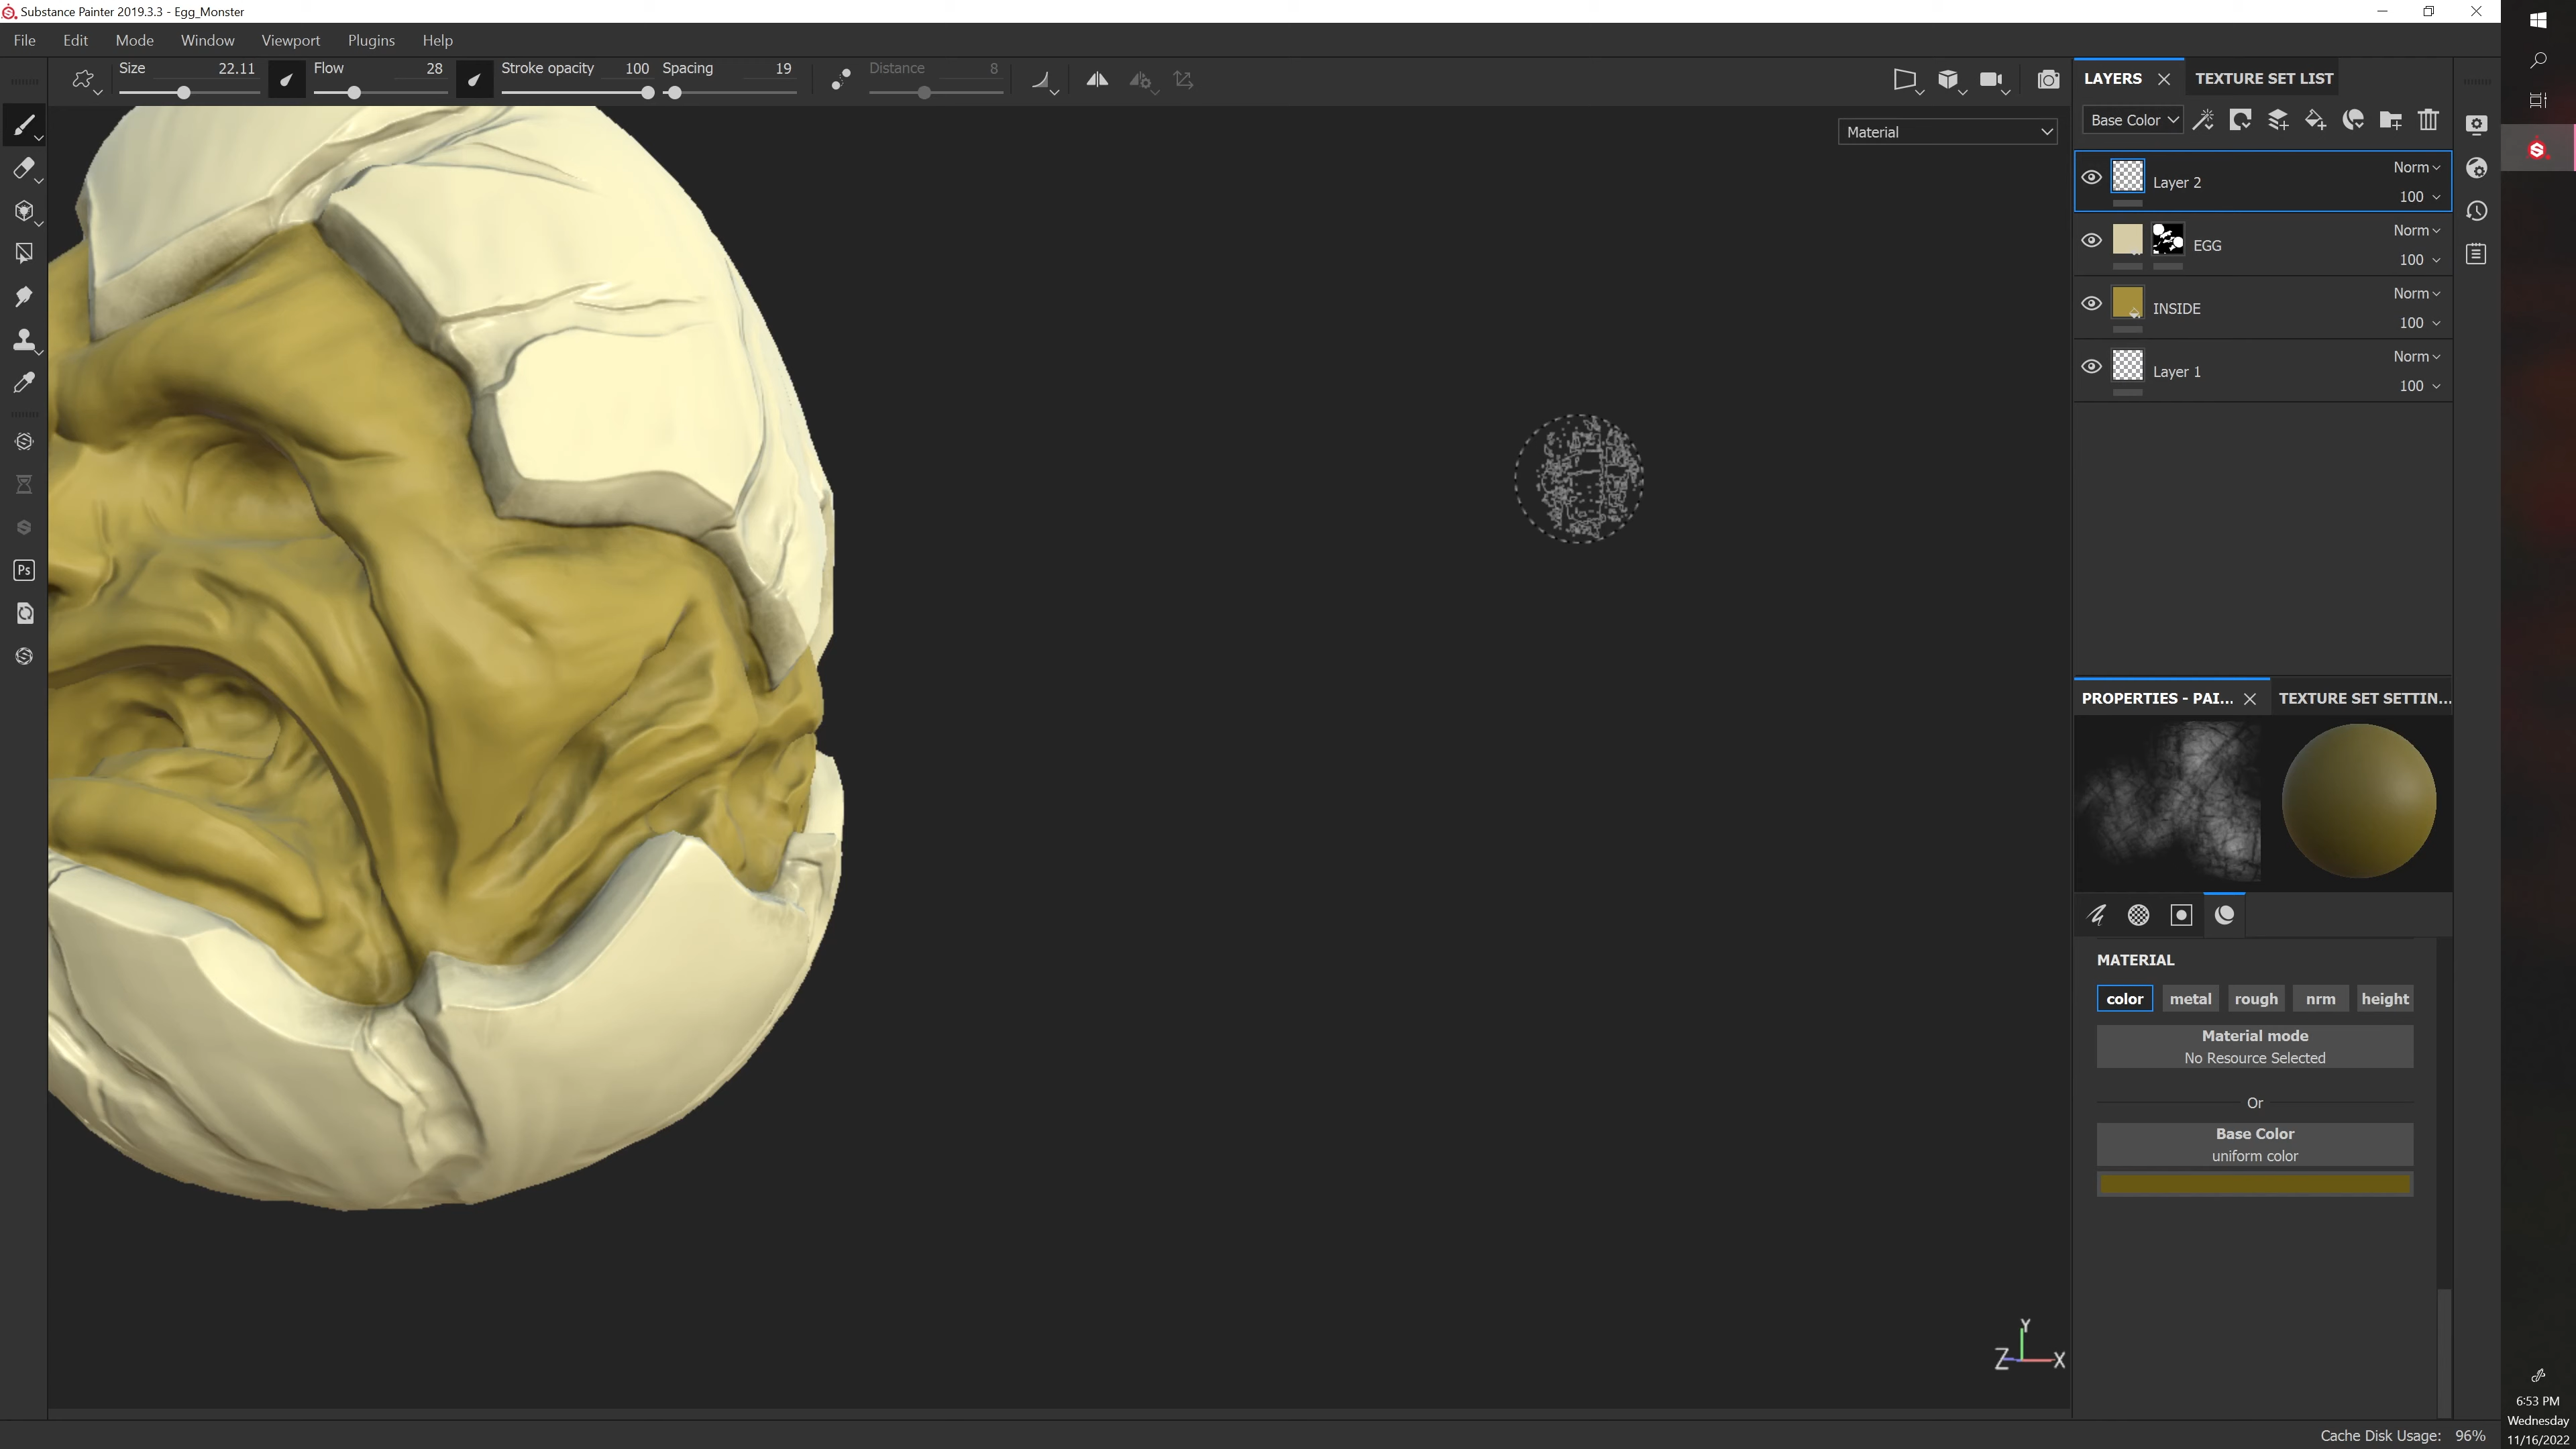 Substance Painter 2019.3.3 - Egg_Monster
File Edit Mode Window Viewport Plugins Help
Size 22.11 Flow 28 Stroke opacity 100 Spacing 19 Distance 8
Material
LAYERS TEXTURE SET LIST
Base Color
Norm
Layer 2
100
Norm
EGG
100
Norm
INSIDE
100
Norm
Layer 1
100
Ps
PROPERTIES - PAI... TEXTURE SET SETTIN...
MATERIAL
color metal rough nrm height
Material mode
No Resource Selected
Or
Base Color
uniform color
Y
Z X
Cache Disk Usage: 96%
6:53 PM
Wednesday
11/16/2022